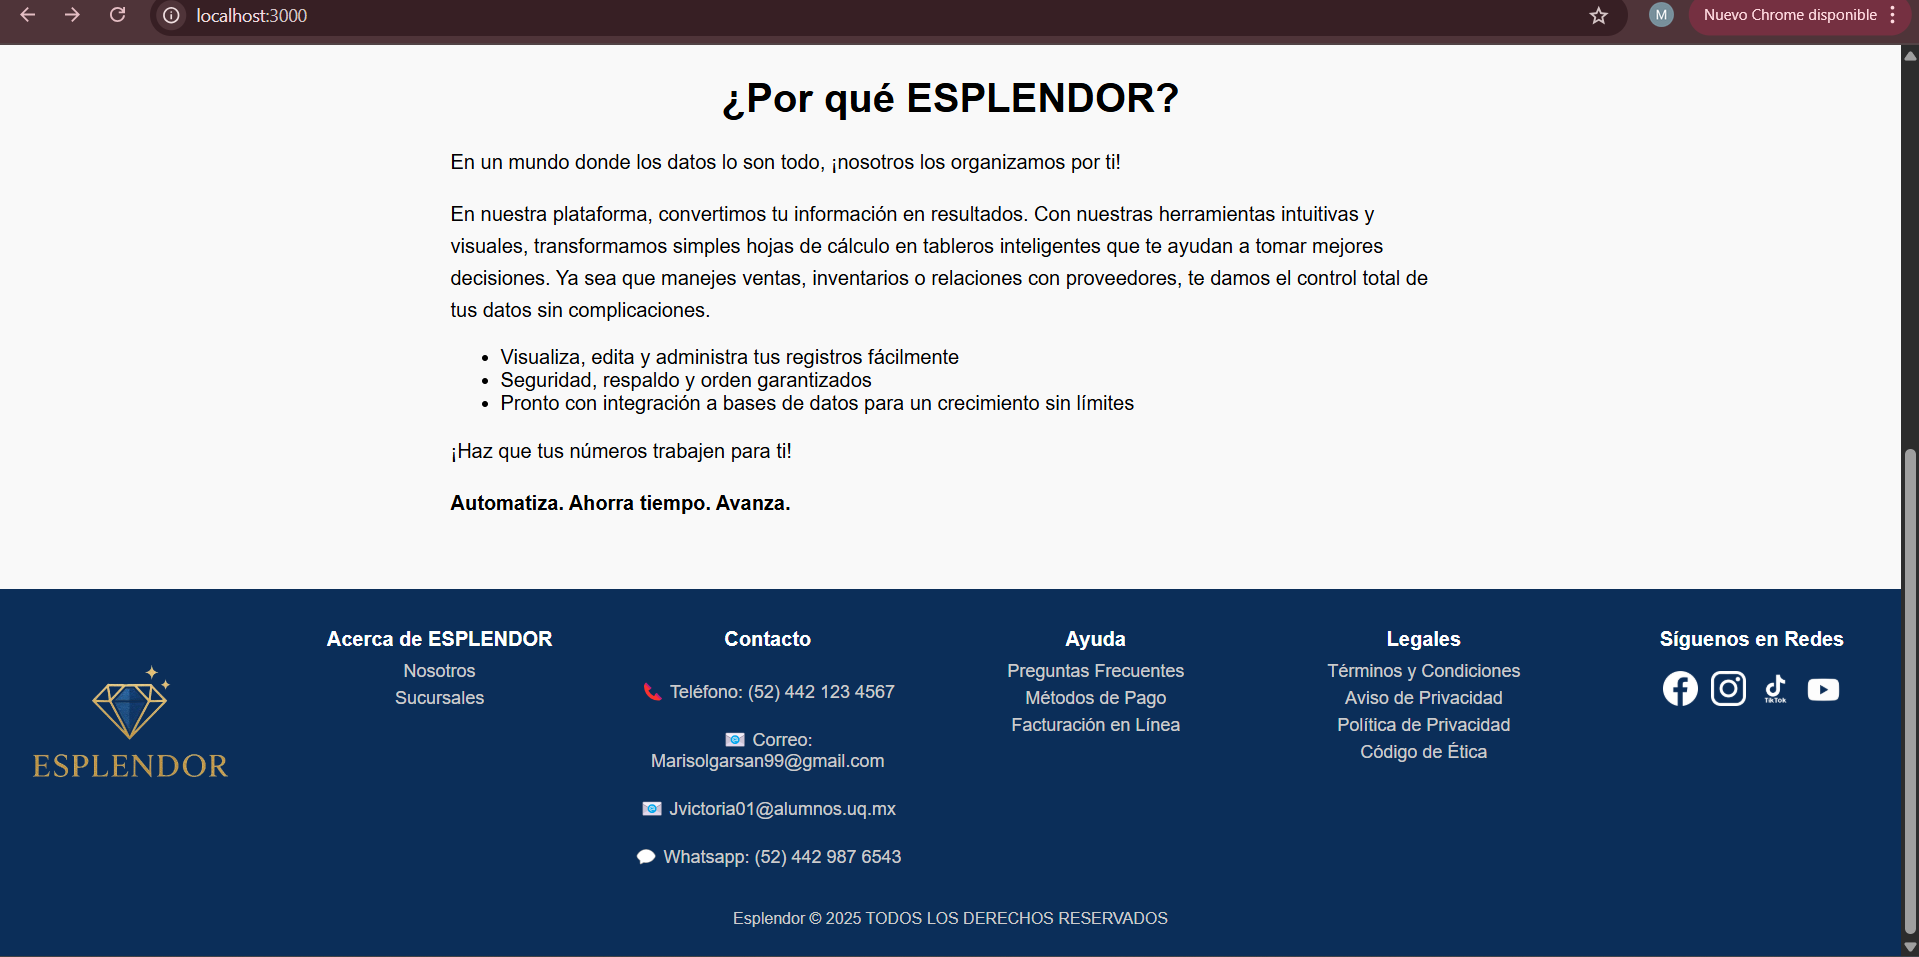 localhost:3000
M
Nuevo Chrome disponible
¿Por qué ESPLENDOR?
En un mundo donde los datos lo son todo, ¡nosotros los organizamos por ti!
En nuestra plataforma, convertimos tu información en resultados. Con nuestras herramientas intuitivas y
visuales, transformamos simples hojas de cálculo en tableros inteligentes que te ayudan a tomar mejores
decisiones. Ya sea que manejes ventas, inventarios o relaciones con proveedores, te damos el control total de
tus datos sin complicaciones.
• Visualiza, edita y administra tus registros fácilmente
• Seguridad, respaldo y orden garantizados
• Pronto con integración a bases de datos para un crecimiento sin límites
¡Haz que tus números trabajen para ti!
Automatiza. Ahorra tiempo. Avanza.
ESPLENDOR
Acerca de ESPLENDOR
Nosotros
Sucursales
Contacto
Teléfono: (52) 442 123 4567
Correo:
Marisolgarsan99@gmail.com
Jvictoria01@alumnos.uq.mx
Whatsapp: (52) 442 987 6543
Ayuda
Preguntas Frecuentes
Métodos de Pago
Facturación en Línea
Legales
Términos y Condiciones
Aviso de Privacidad
Política de Privacidad
Código de Ética
Síguenos en Redes
TikTok
Esplendor © 2025 TODOS LOS DERECHOS RESERVADOS